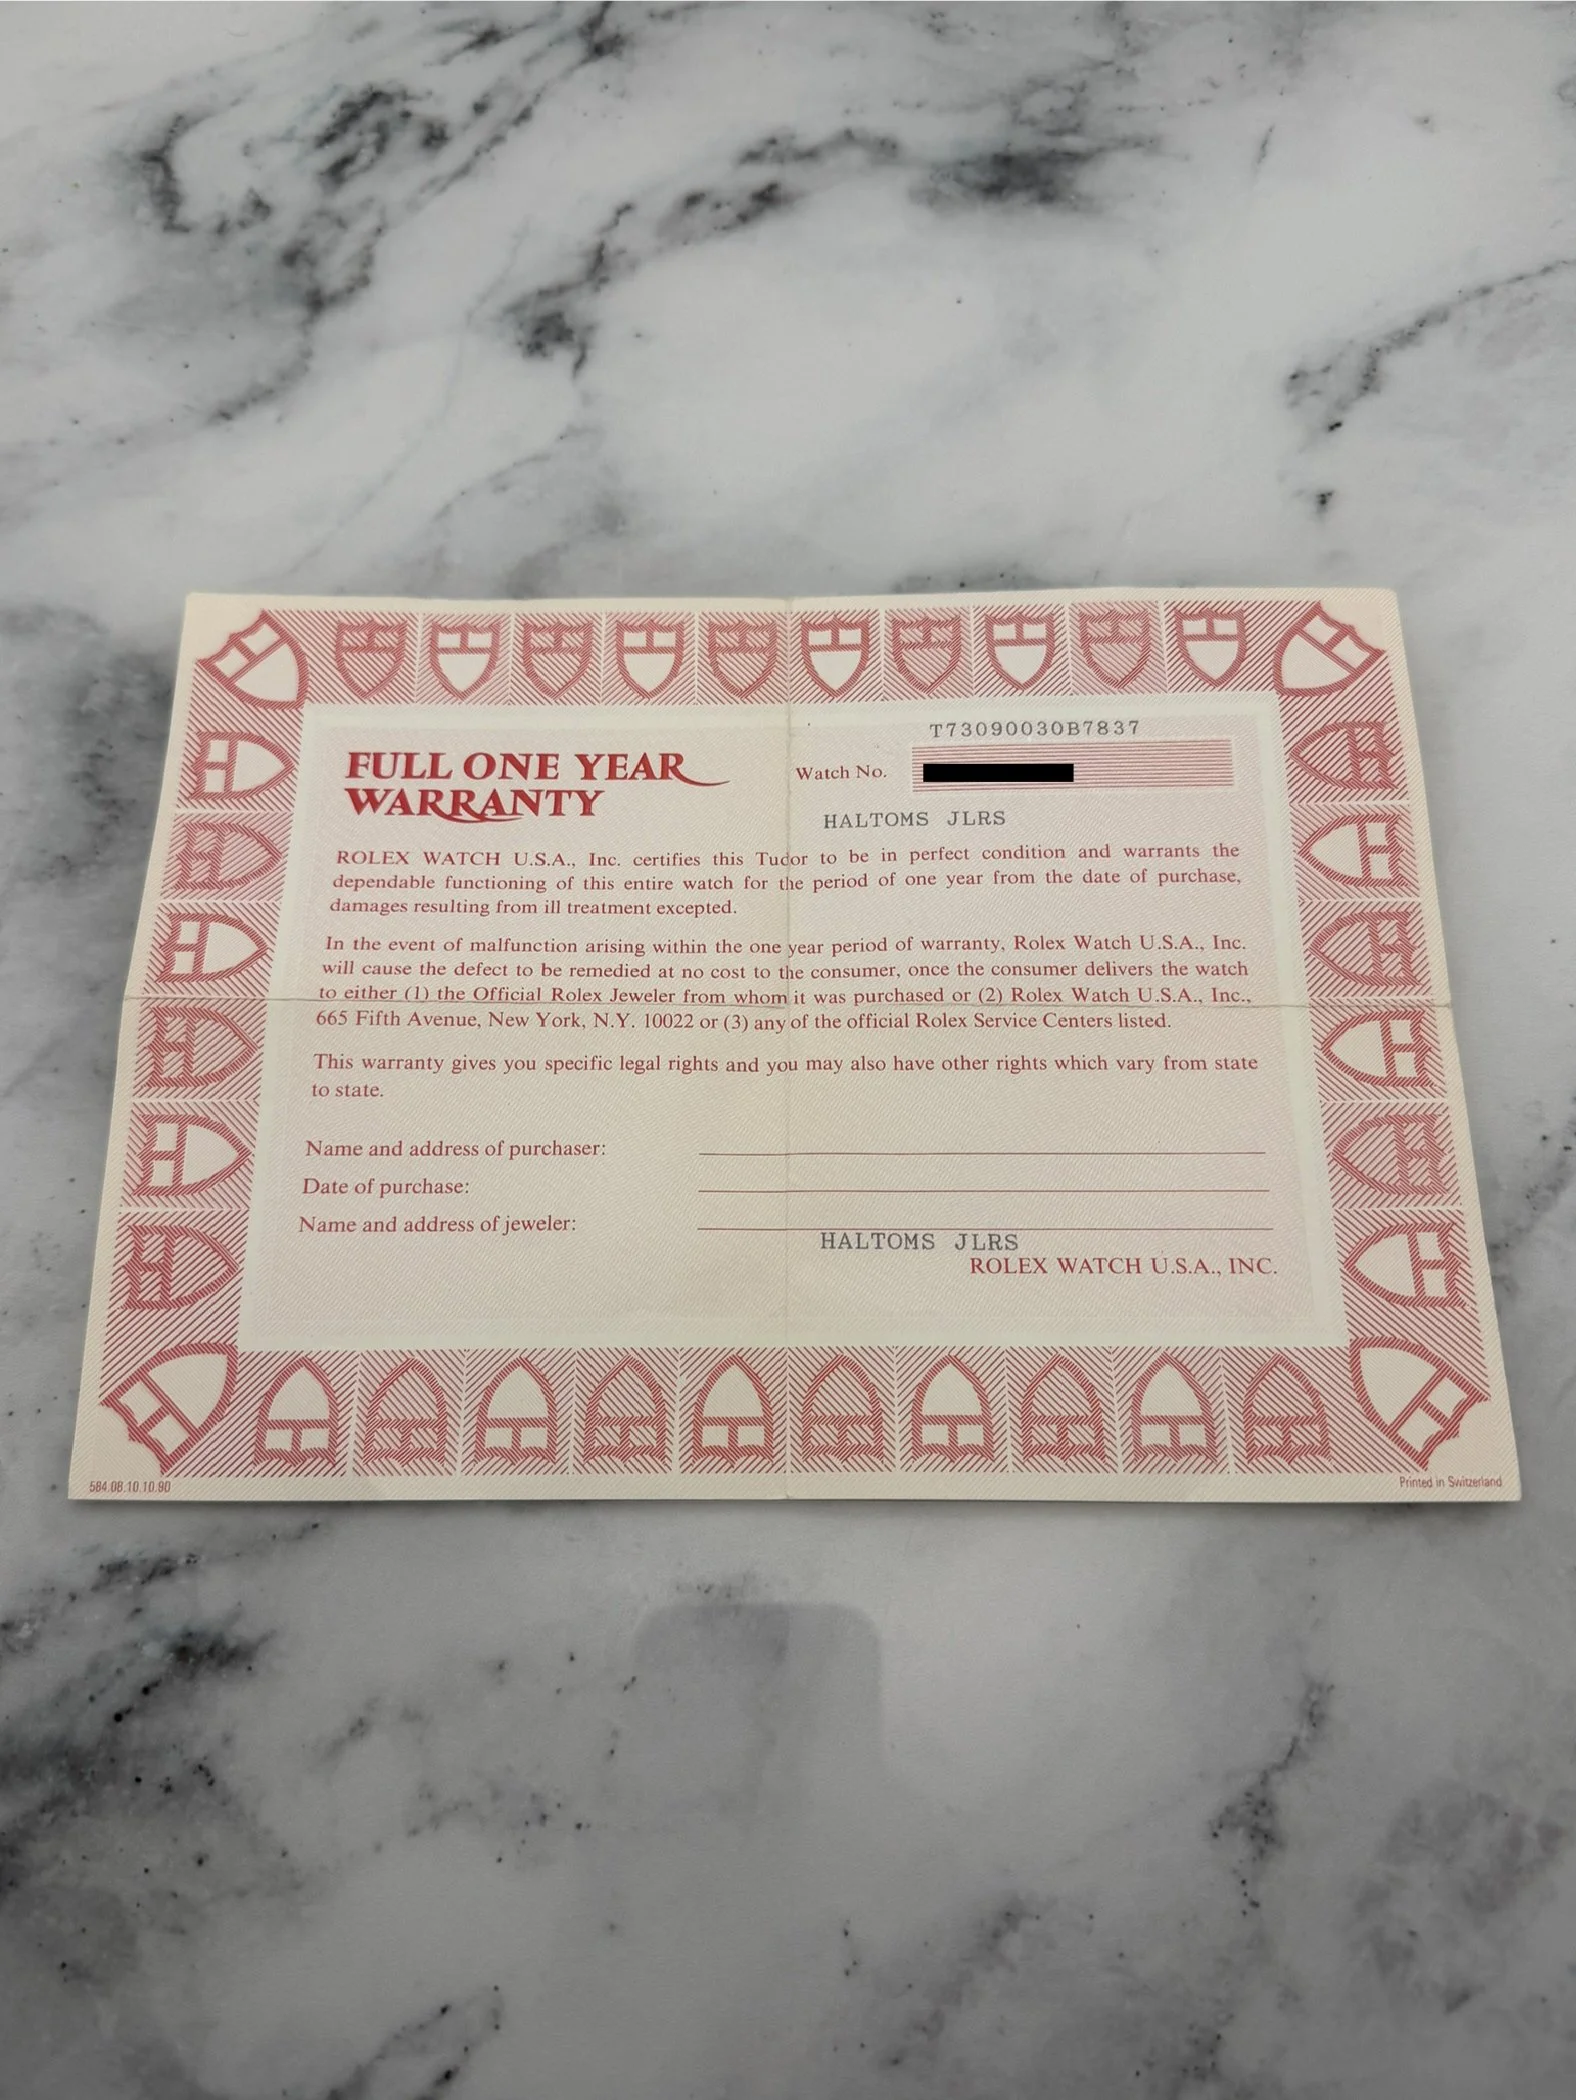 T73090030B7837
FULL ONE YEAR
WARRANTY
Watch No.
HALTOMS JLRS
ROLEX WATCH U.S.A., Inc. certifies this Tudor to be in perfect condition and warrants the
dependable functioning of this entire watch for the period of one year from the date of purchase,
damages resulting from ill treatment excepted.
In the event of malfunction arising within the one year period of warranty, Rolex Watch U.S.A., Inc.
will cause the defect to be remedied at no cost to the consumer, once the consumer delivers the watch
to either (1) the Official Rolex Jeweler from whom it was purchased or (2) Rolex Watch U.S.A., Inc.,
665 Fifth Avenue, New York, N.Y. 10022 or (3) any of the official Rolex Service Centers listed.
This warranty gives you specific legal rights and you may also have other rights which vary from state
to state.
Name and address of purchaser:
Date of purchase:
Name and address of jeweler:
HALTOMS JLRS
ROLEX WATCH U.S.A., INC.
584.08.10.10.90
Printed in Switzerland